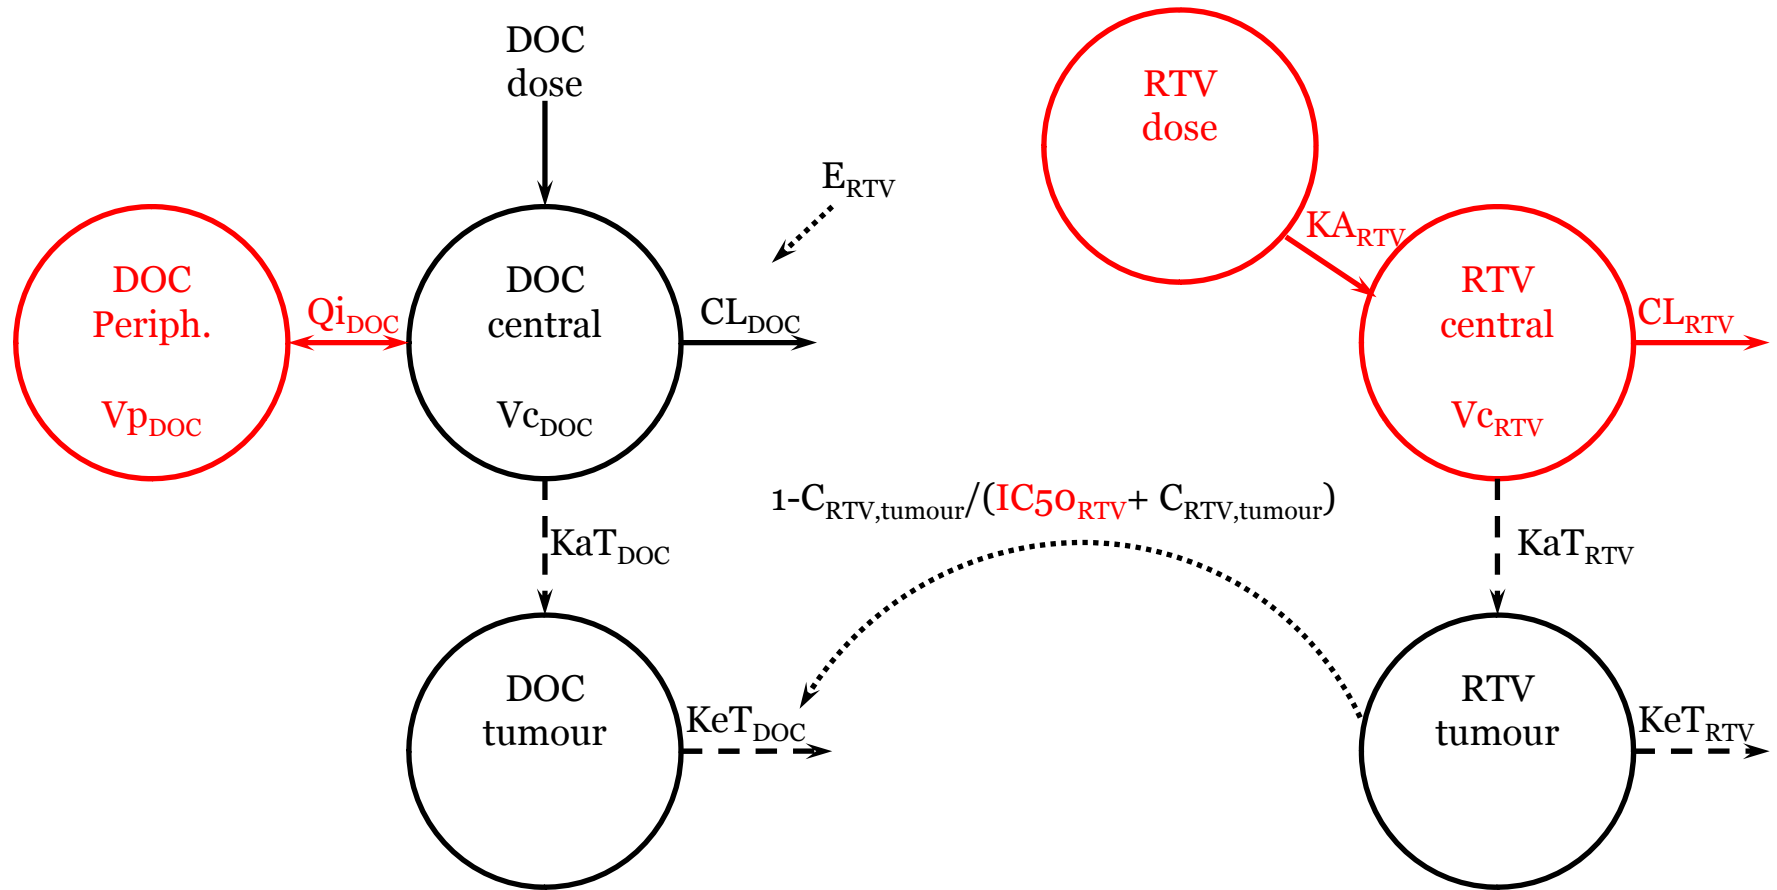 DOC
dose
RTV
dose
E_RTV
KA_RTV
DOC
Periph.
Vp_DOC
Qi_DOC
DOC
central
Vc_DOC
CL_DOC
RTV
central
Vc_RTV
CL_RTV
1-C_RTV,tumour/(IC50_RTV+ C_RTV,tumour)
KaT_DOC
KaT_RTV
DOC
tumour
KeT_DOC
RTV
tumour
KeT_RTV